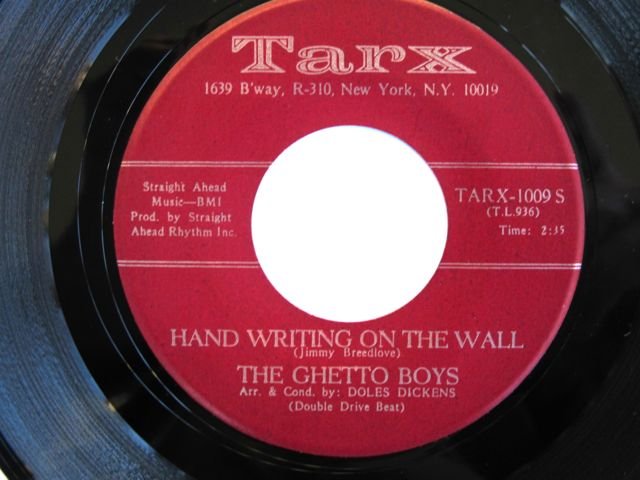 Tarx
1639 B'way, R-310, New York, N.Y. 10019
Straight Ahead
Music—BMI
Prod. by Straight
Ahead Rhythm Inc.
TARX-1009 S
(T.L.936)
Time: 2:35
HAND WRITING ON THE WALL
(Jimmy Breedlove)
THE GHETTO BOYS
Arr. & Cond. by: DOLES DICKENS
(Double Drive Beat)